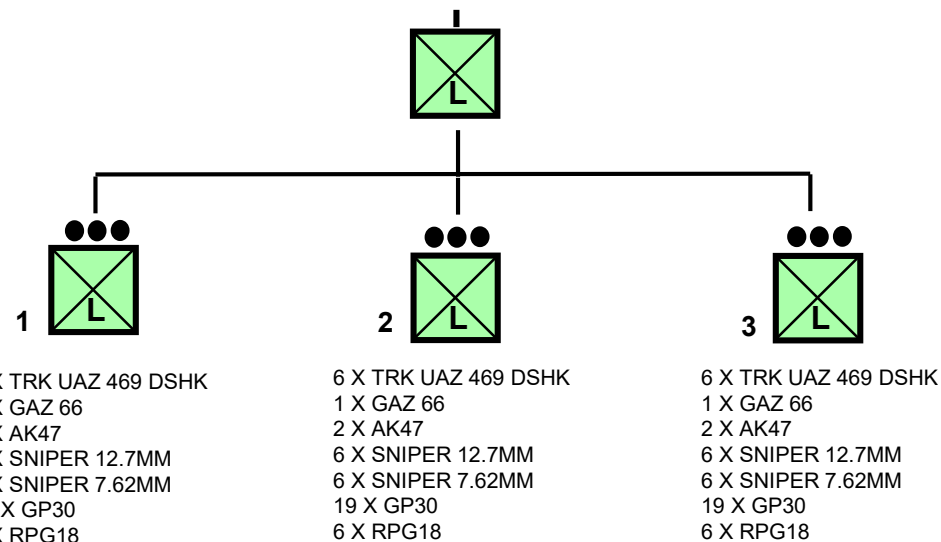 L
L
L
L
1
2
3
X TRK UAZ 469 DSHK
X GAZ 66
X AK47
X SNIPER 12.7MM
X SNIPER 7.62MM
X GP30
X RPG18
6 X TRK UAZ 469 DSHK
1 X GAZ 66
2 X AK47
6 X SNIPER 12.7MM
6 X SNIPER 7.62MM
19 X GP30
6 X RPG18
6 X TRK UAZ 469 DSHK
1 X GAZ 66
2 X AK47
6 X SNIPER 12.7MM
6 X SNIPER 7.62MM
19 X GP30
6 X RPG18